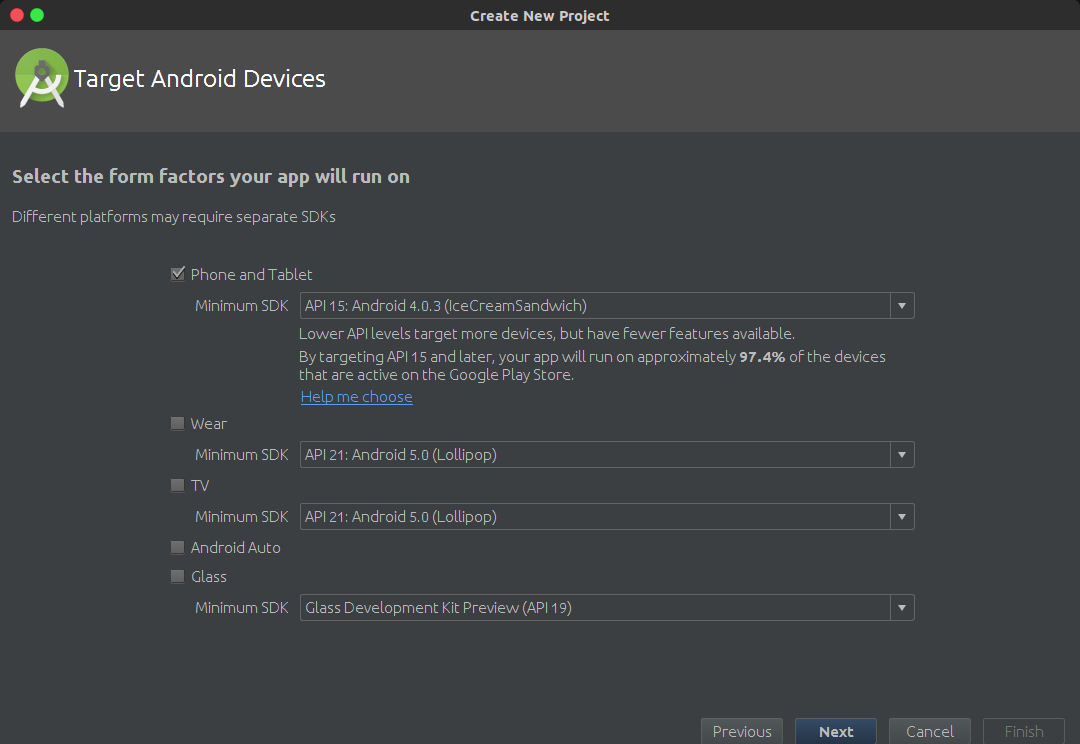 Create New Project
Target Android Devices
Select the form factors your app will run on
Different platforms may require separate SDKs
Phone and Tablet
Minimum SDK API 15: Android 4.0.3 (IceCreamSandwich)
Lower API levels target more devices, but have fewer features available.
By targeting API 15 and later, your app will run on approximately 97.4% of the devices
that are active on the Google Play Store.
Help me choose
Wear
Minimum SDK API 21: Android 5.0 (Lollipop)
TV
Minimum SDK API 21: Android 5.0 (Lollipop)
Android Auto
Glass
Minimum SDK Glass Development Kit Preview (API 19)
Previous Next Cancel Finish